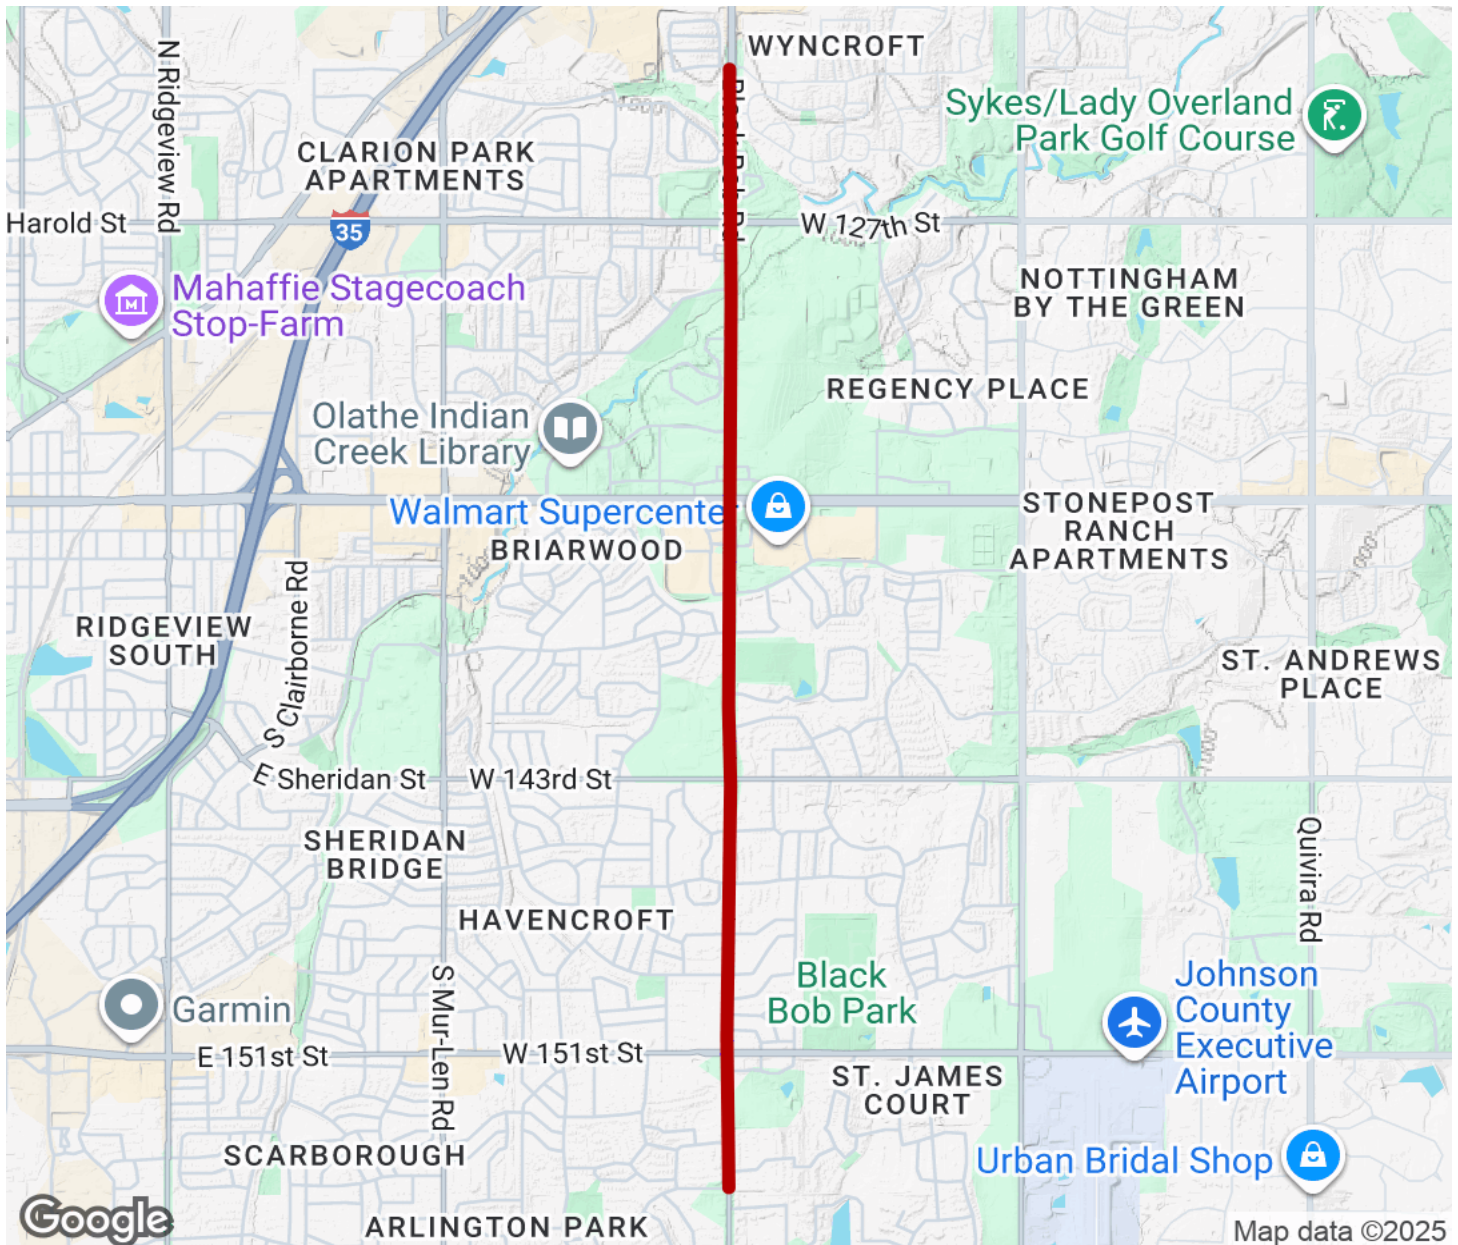 WYNCROFT
N Ridgeview Rd
Sykes/Lady Overland
Park Golf Course
CLARION PARK
APARTMENTS
Harold St
35
W 127th St
NOTTINGHAM
BY THE GREEN
Mahaffie Stagecoach
Stop-Farm
M
REGENCY PLACE
Olathe Indian
Creek Library
Walmart Supercenter
BRIARWOOD
STONEPOST
RANCH
APARTMENTS
RIDGEVIEW
SOUTH
S Clairborne Rd
ST. ANDREWS
PLACE
E Sheridan St
W 143rd St
SHERIDAN
BRIDGE
Quivira Rd
HAVENCROFT
Black
Bob Park
Johnson
County
Executive
Airport
Garmin
S Mur-Len Rd
E 151st St
W 151st St
ST. JAMES
COURT
SCARBOROUGH
Urban Bridal Shop
ARLINGTON PARK
Google
Map data ©2025